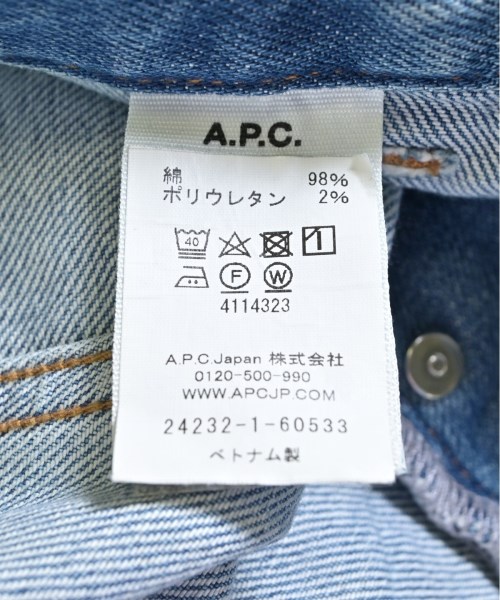 A.P.C.
綿 98%
ポリウレタン 2%
40
F W
4114323
A.P.C.Japan 株式会社
0120-500-990
WWW.APCJP.COM
24232-1-60533
ベトナム製